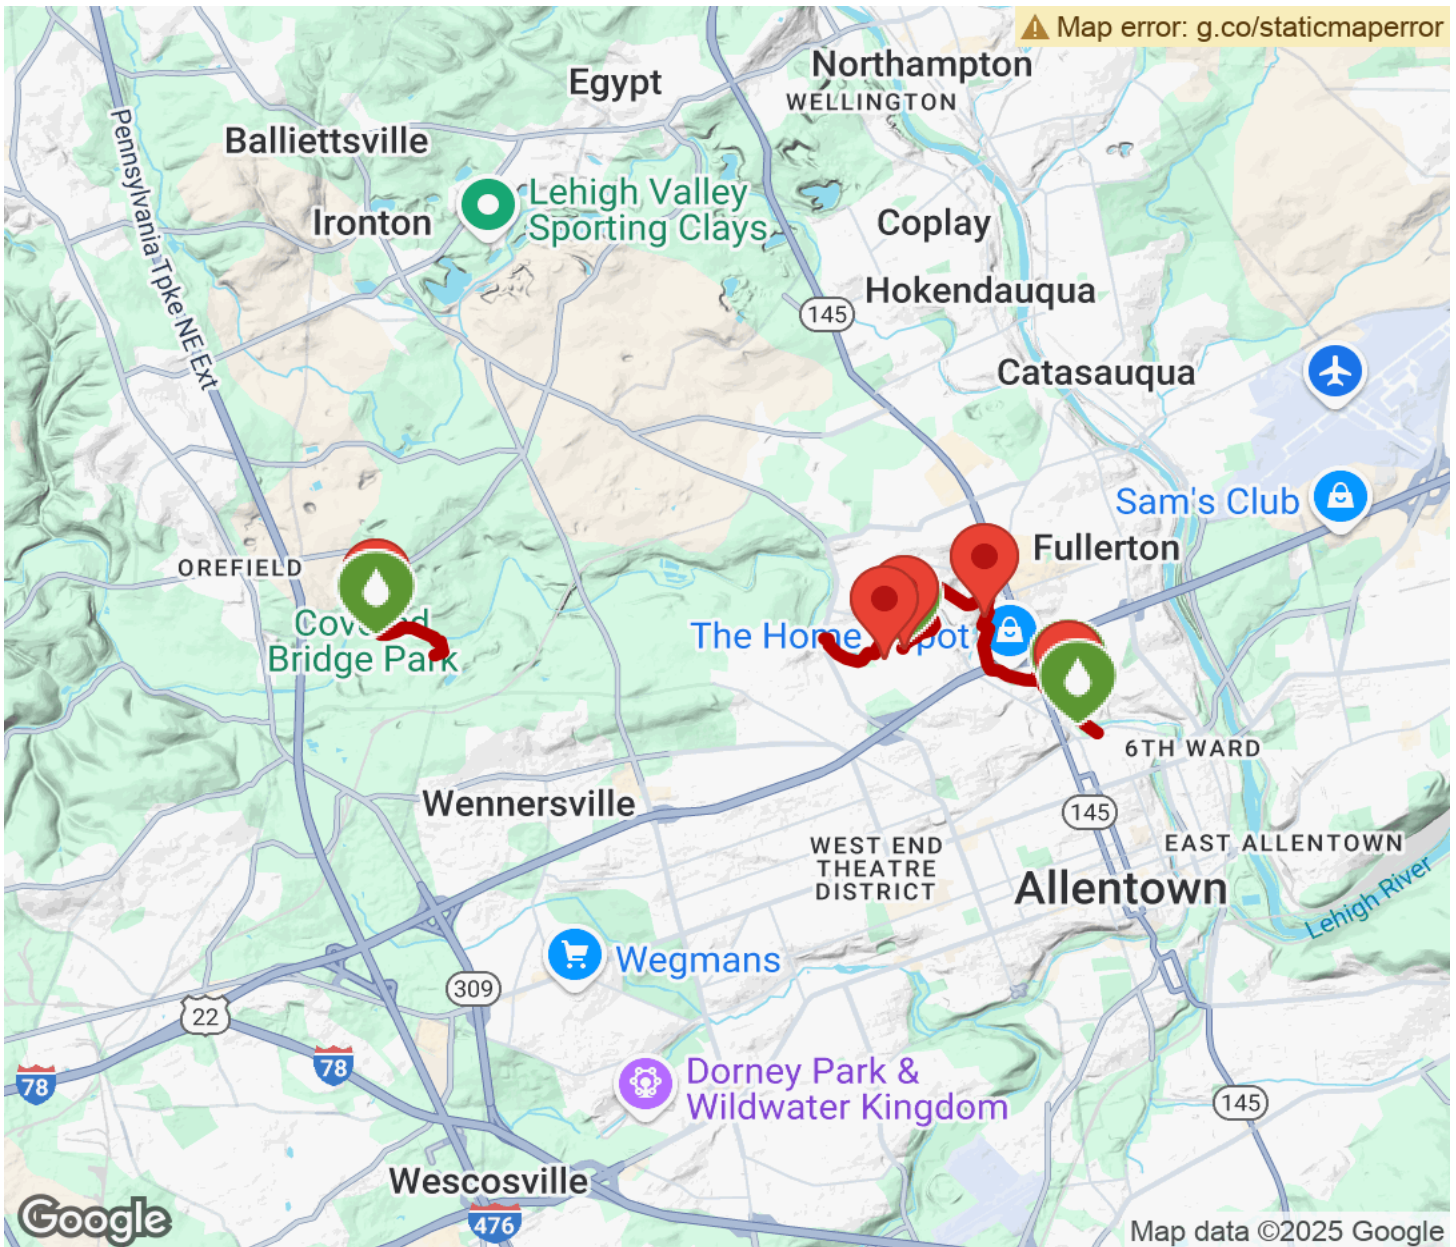 Map error: g.co/staticmaperror
Northampton
Egypt
WELLINGTON
Balliettsville
Pennsylvania Tpke NE Ext
Lehigh Valley
Sporting Clays
Ironton
Coplay
Hokendauqua
145
Catasauqua
Sam's Club
Fullerton
OREFIELD
Bridge Park
The Home
6TH WARD
Wennersville
145
WEST END
THEATRE
DISTRICT
EAST ALLENTOWN
Allentown
Lehigh River
Wegmans
309
22
78
78
Dorney Park &
Wildwater Kingdom
145
Wescosville
476
Google
Map data ©2025 Google